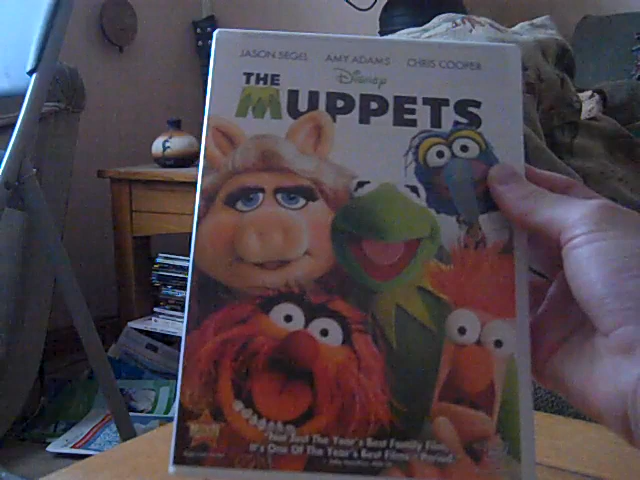 JASON SEGEL AMY ADAMS CHRIS COOPER
Disney
THE
MUPPETS
"Not Just The Year's Best Family Film,
It's One Of The Year's Best Films - Period